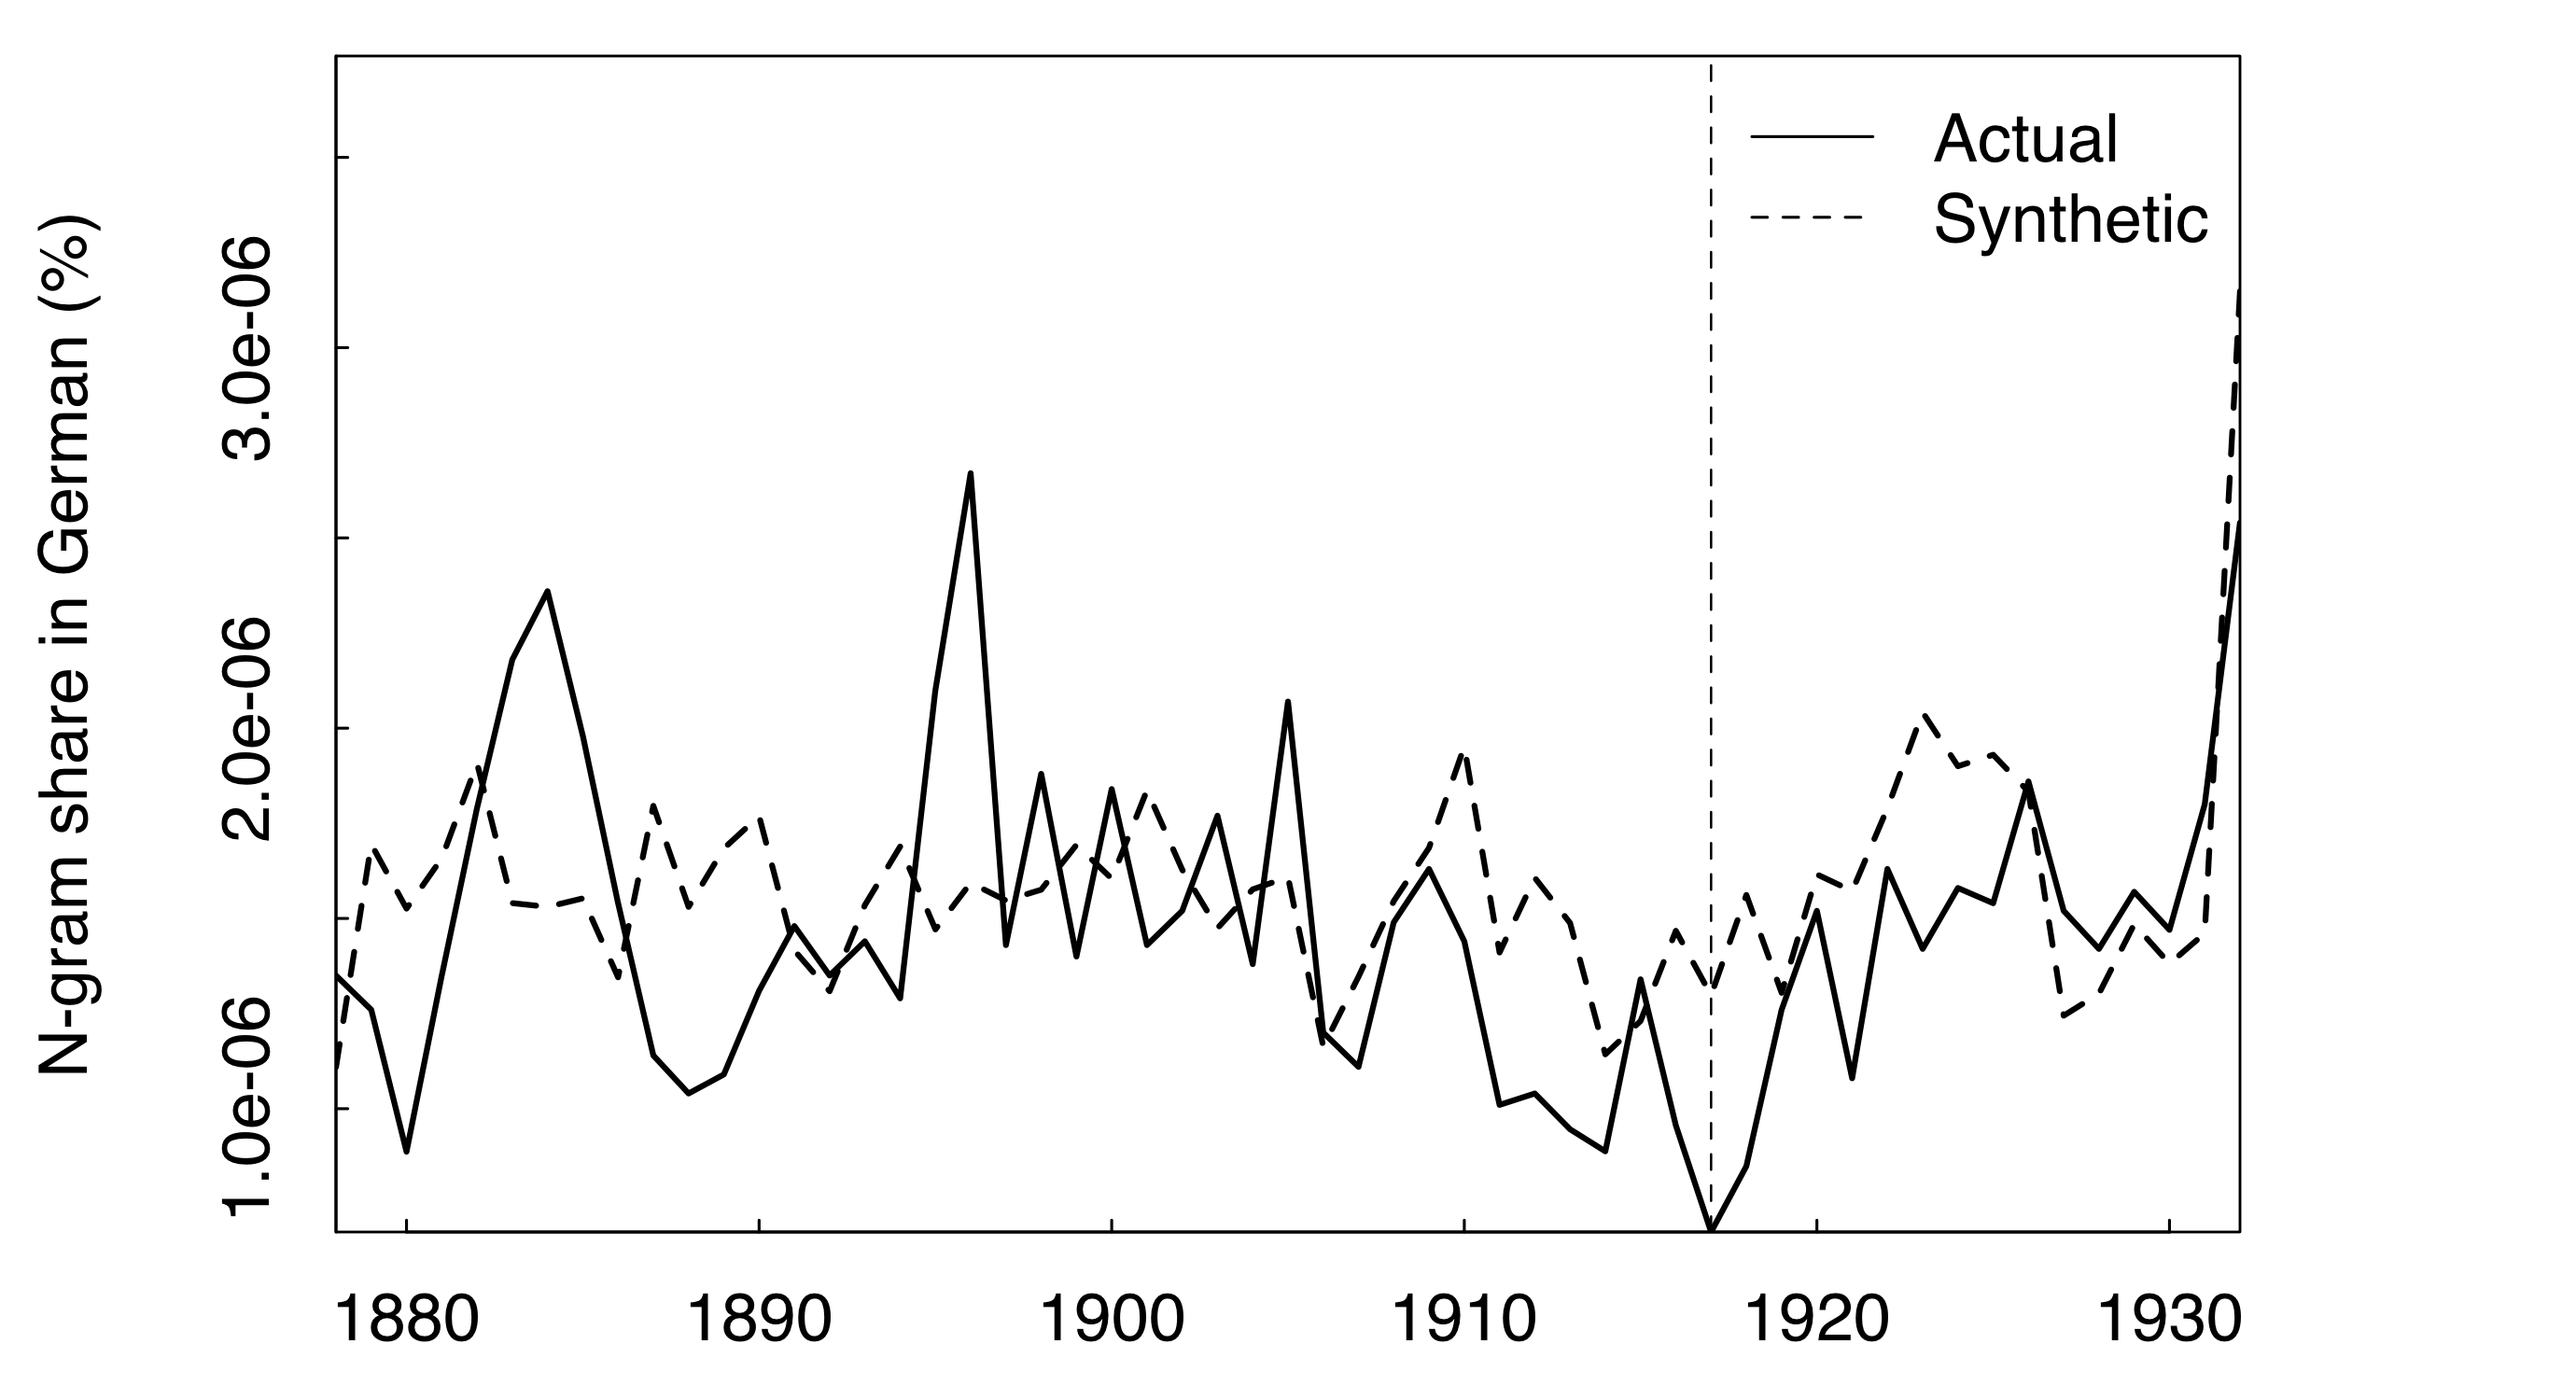 N-gram share in German (%)
3.0e-06
2.0e-06
1.0e-06
Actual
Synthetic
1880 1890 1900 1910 1920 1930